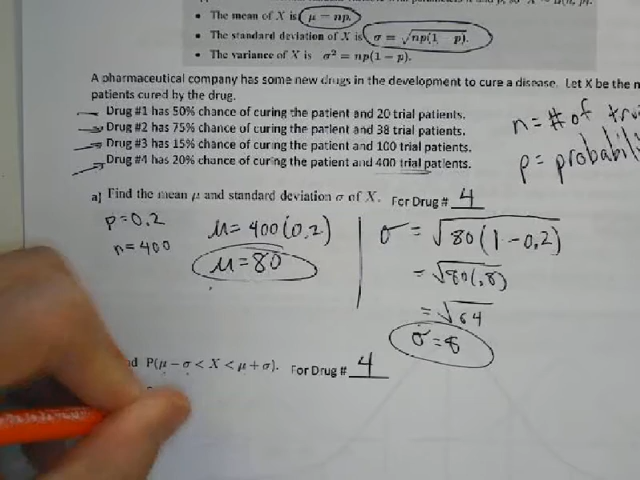 • The mean of X is μ = np.
• The standard deviation of X is σ = √np(1 − p).
• The variance of X is σ² = np(1 − p).
A pharmaceutical company has some new drugs in the development to cure a disease. Let X be the
patients cured by the drug.
Drug #1 has 50% chance of curing the patient and 20 trial patients.
Drug #2 has 75% chance of curing the patient and 38 trial patients.
Drug #3 has 15% chance of curing the patient and 100 trial patients.
Drug #4 has 20% chance of curing the patient and 400 trial patients.
n = # of
p = probabili
a) Find the mean μ and standard deviation σ of X. For Drug # 4
p = 0.2
n = 400
μ = 400(0.2)
μ = 80
σ = √80(1 − 0.2)
= √80(.8)
= √64
σ = 8
P(μ − σ < X < μ + σ). For Drug # 4